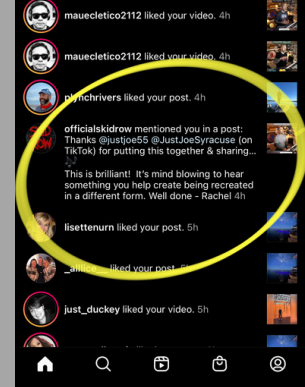 mauecletico2112 liked your video. 4h
mauecletico2112 liked your video. 4h
liked your post. 4h
officialskidrow mentioned you in a post:
Thanks @justjoe55 @JustJoeSyracuse (on
TikTok) for putting this together & sharing...
🎶
This is brilliant! It's mind blowing to hear
something you help create being recreated
in a different form. Well done - Rachel 4h
lisettenurn liked your post. 5h
liked your post. 5h
just_duckey liked your video. 5h